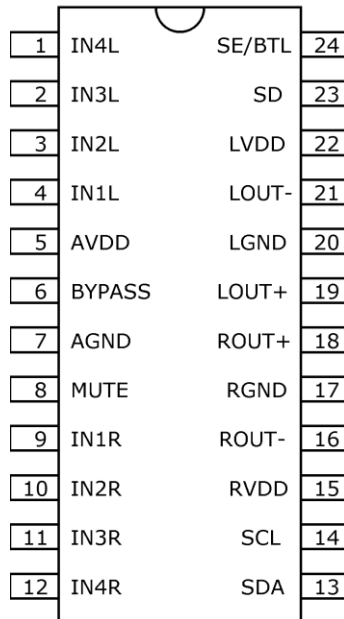 1 IN4L SE/BTL 24
2 IN3L SD 23
3 IN2L LVDD 22
4 IN1L LOUT- 21
5 AVDD LGND 20
6 BYPASS LOUT+ 19
7 AGND ROUT+ 18
8 MUTE RGND 17
9 IN1R ROUT- 16
10 IN2R RVDD 15
11 IN3R SCL 14
12 IN4R SDA 13